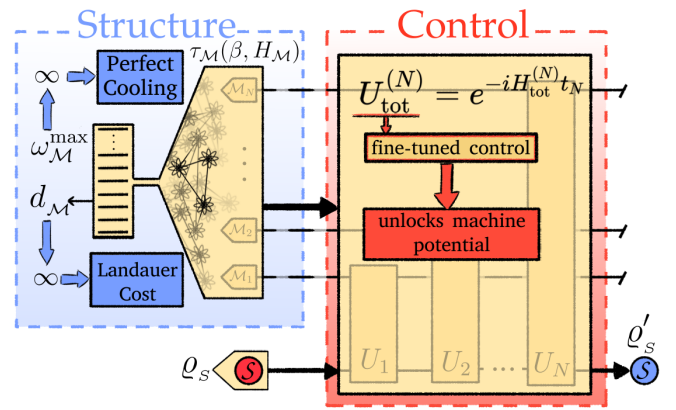 Structure
Control
τ_ℳ(β, H_ℳ)
∞
Perfect
Cooling
ℳ_N
U_tot^(N) = e^{-iH_tot^(N) t_N}
ω_ℳ^max
fine-tuned control
d_ℳ
ℳ_2
unlocks machine
potential
∞
Landauer
Cost
ℳ_1
ϱ_S
S
U_1
U_2
U_N
ϱ'_S
S